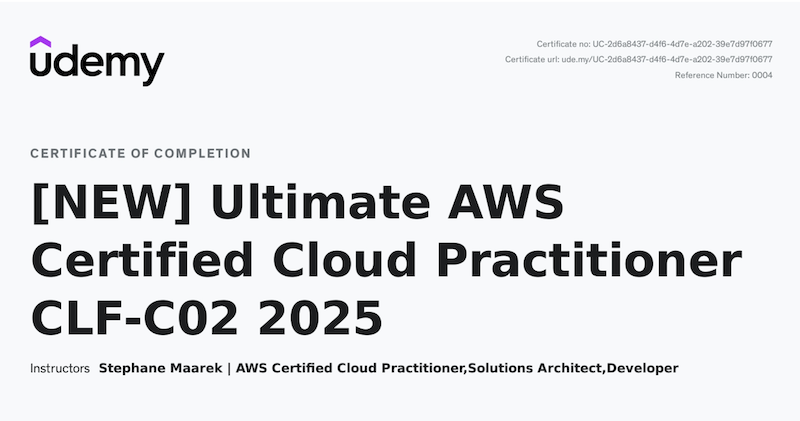 udemy
Certificate no: UC-2d6a8437-d4f6-4d7e-a202-39e7d97f0677
Certificate url: ude.my/UC-2d6a8437-d4f6-4d7e-a202-39e7d97f0677
Reference Number: 0004
CERTIFICATE OF COMPLETION
[NEW] Ultimate AWS
Certified Cloud Practitioner
CLF-C02 2025
Instructors Stephane Maarek | AWS Certified Cloud Practitioner,Solutions Architect,Developer